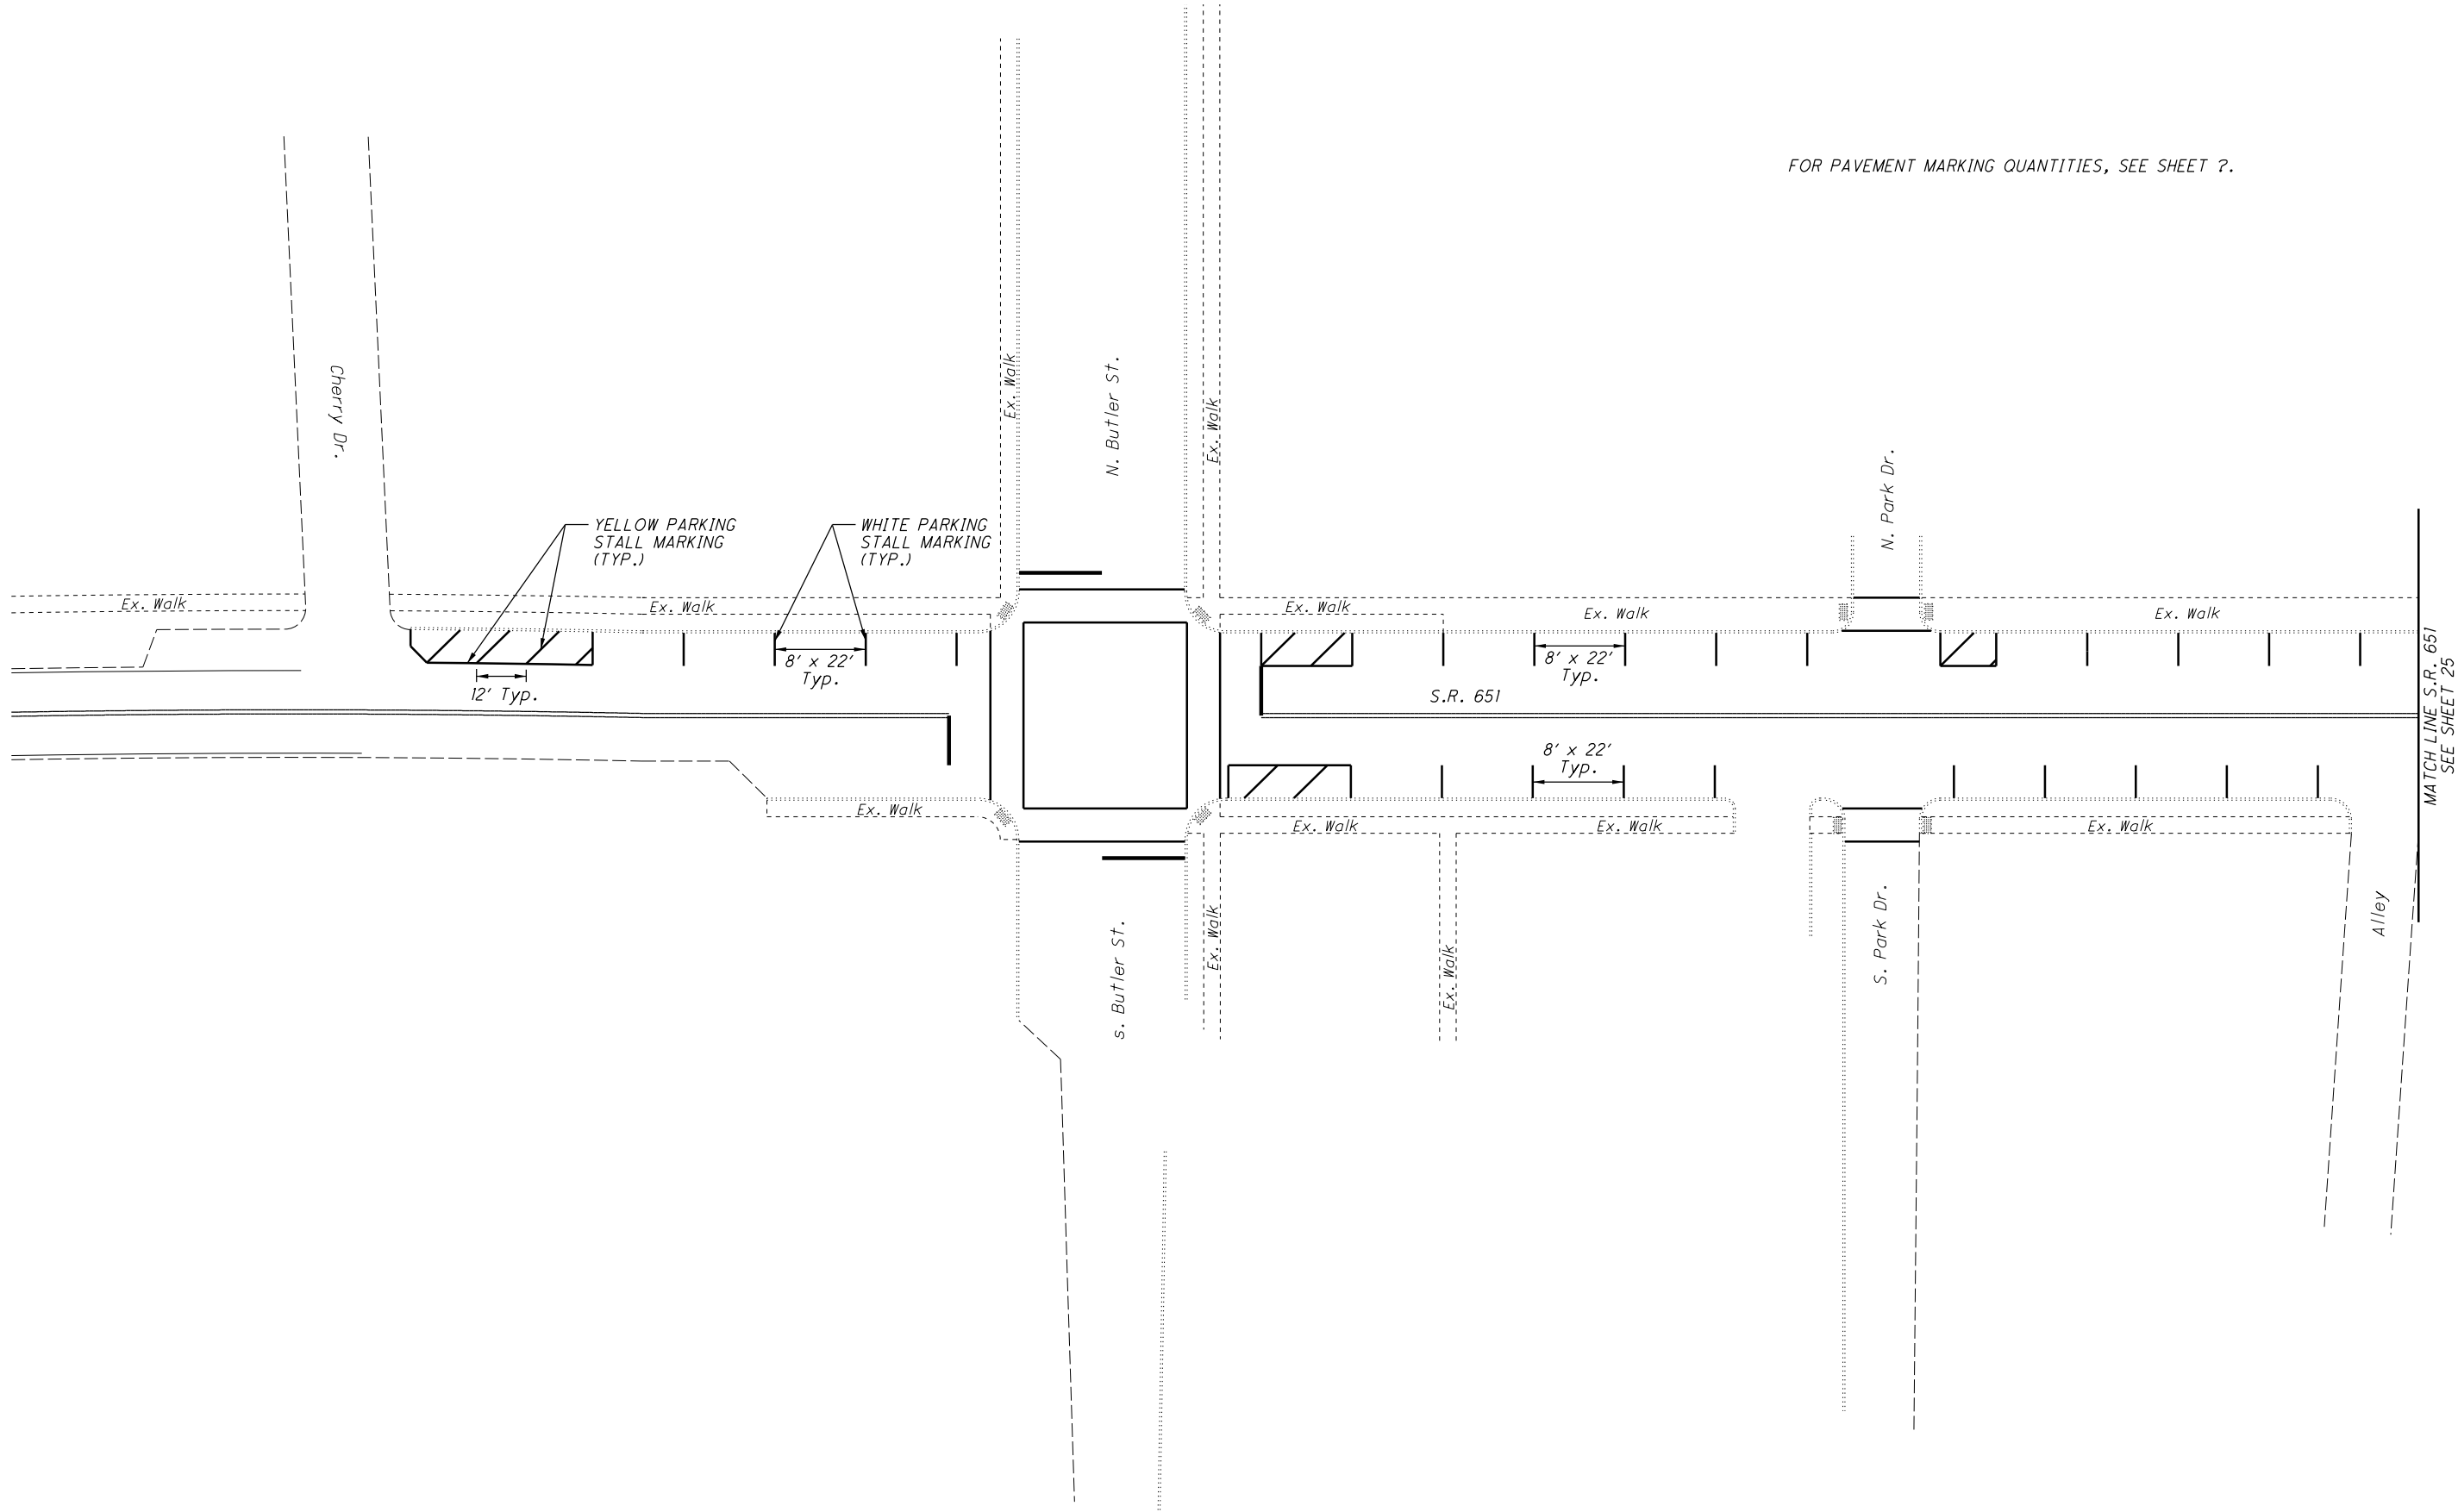 FOR PAVEMENT MARKING QUANTITIES, SEE SHEET ?.
Cherry Dr.
Ex. Walk
N. Butler St.
Ex. Walk
N. Park Dr.
YELLOW PARKING
STALL MARKING
(TYP.)
WHITE PARKING
STALL MARKING
(TYP.)
Ex. Walk
Ex. Walk
Ex. Walk
Ex. Walk
Ex. Walk
8' x 22'
Typ.
8' x 22'
Typ.
12' Typ.
S.R. 651
MATCH LINE S.R. 651
SEE SHEET 25
8' x 22'
Typ.
Ex. Walk
Ex. Walk
Ex. Walk
Ex. Walk
s. Butler St.
Ex. Walk
Ex. Walk
S. Park Dr.
Alley